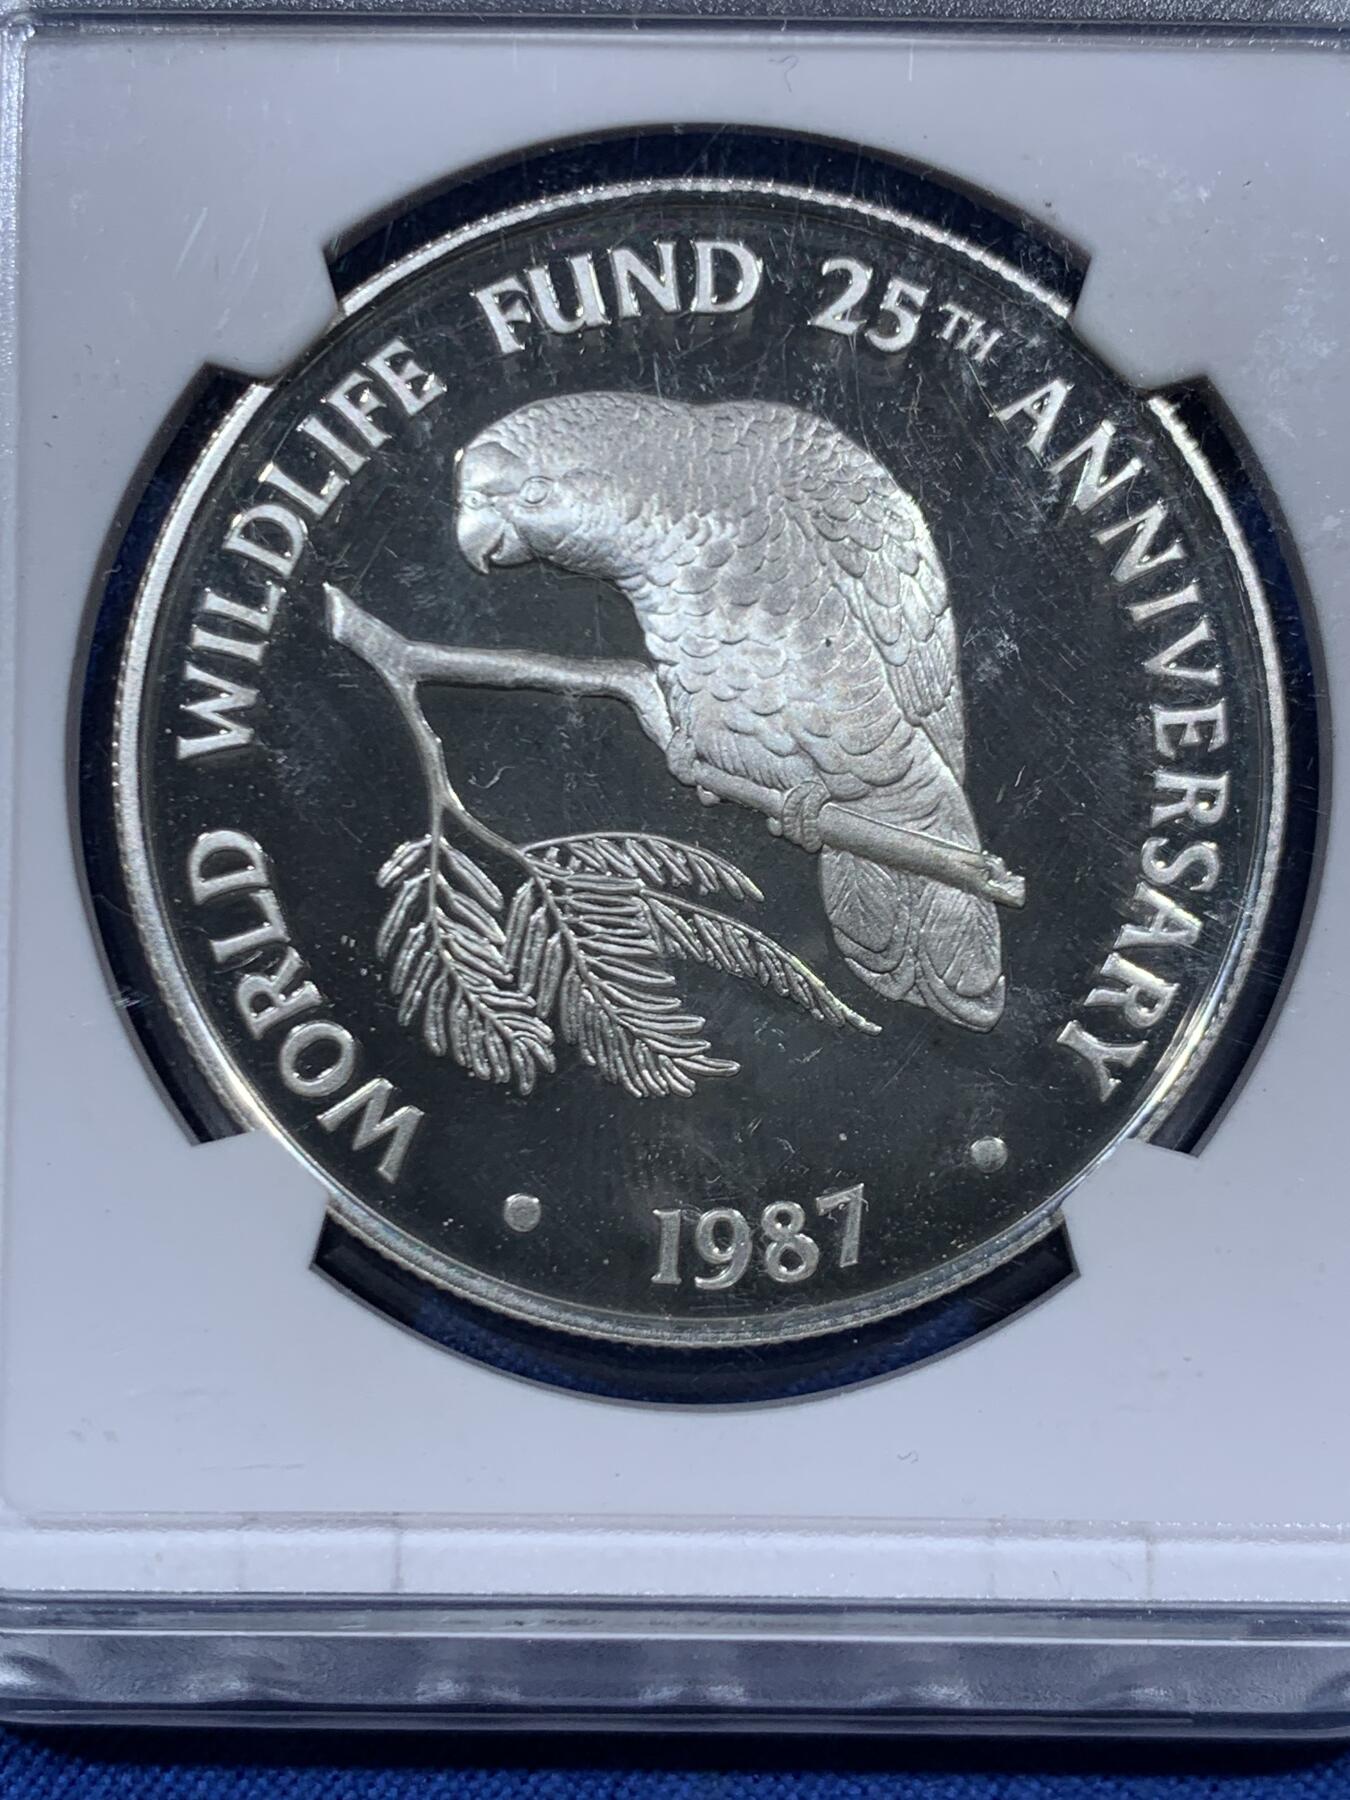 WORLD WILDLIFE FUND 25TH ANNIVERSARY
• 1987 •